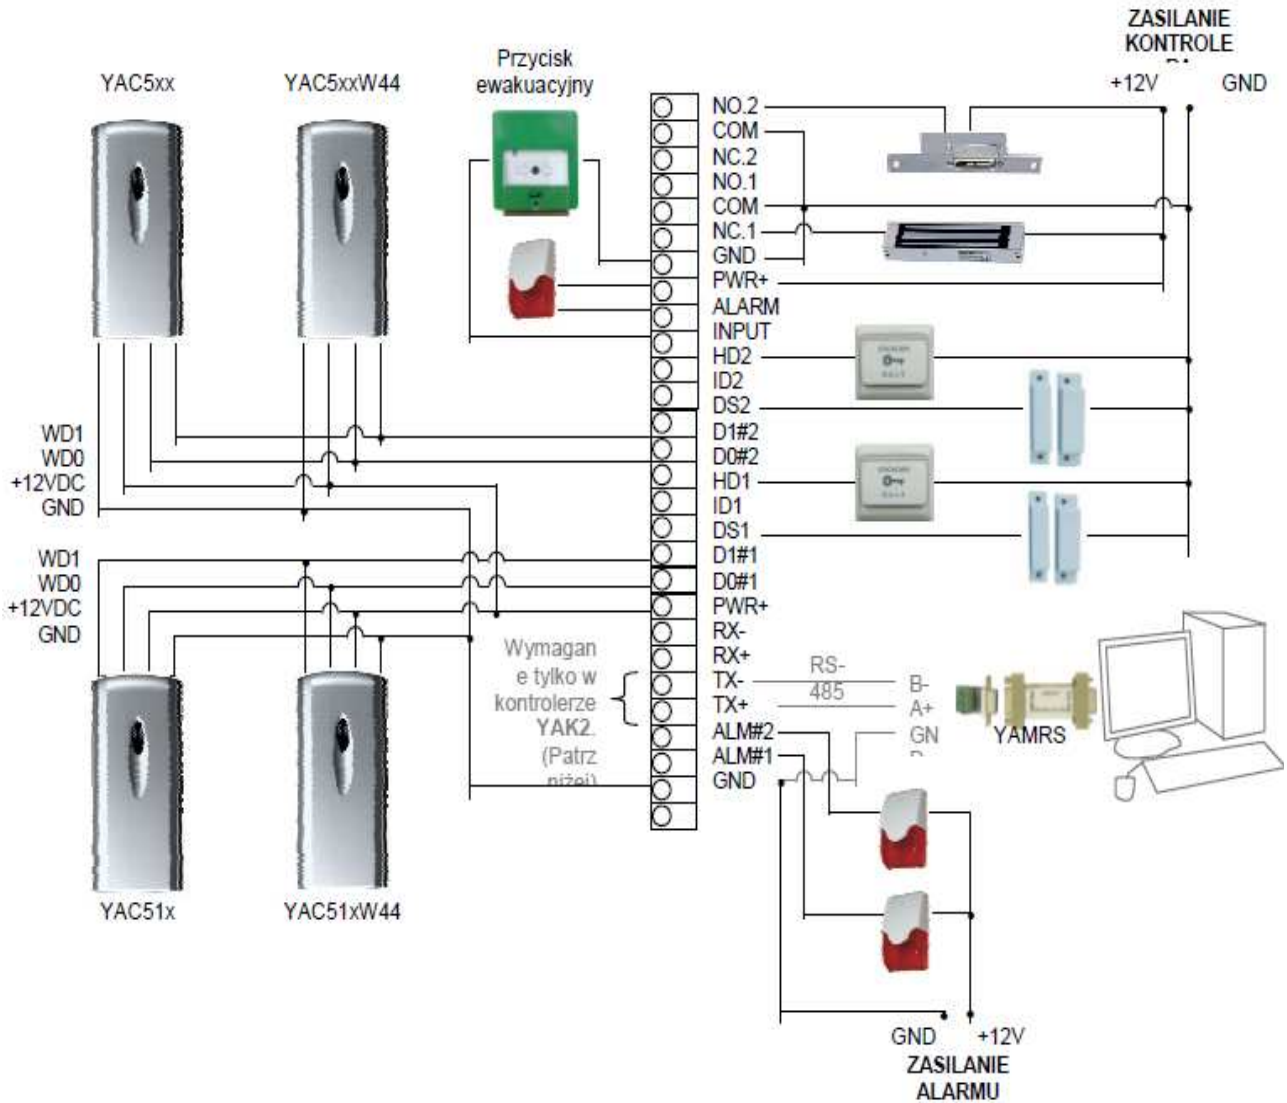 ZASILANIE
KONTROLE
+12V
GND
YAC5xx
YAC5xxW44
Przycisk
ewakuacyjny
NO.2
COM
NC.2
NO.1
COM
NC.1
GND
PWR+
ALARM
INPUT
HD2
ID2
DS2
D1#2
D0#2
HD1
ID1
DS1
D1#1
D0#1
PWR+
RX-
RX+
TX-
TX+
ALM#2
ALM#1
GND
WD1
WD0
+12VDC
GND
WD1
WD0
+12VDC
GND
Wymagan
e tylko w
kontrolerze
YAK2.
(Patrz
niżej)
RS-
485
B-
A+
GN
YAMRS
YAC51x
YAC51xW44
GND
+12V
ZASILANIE
ALARMU